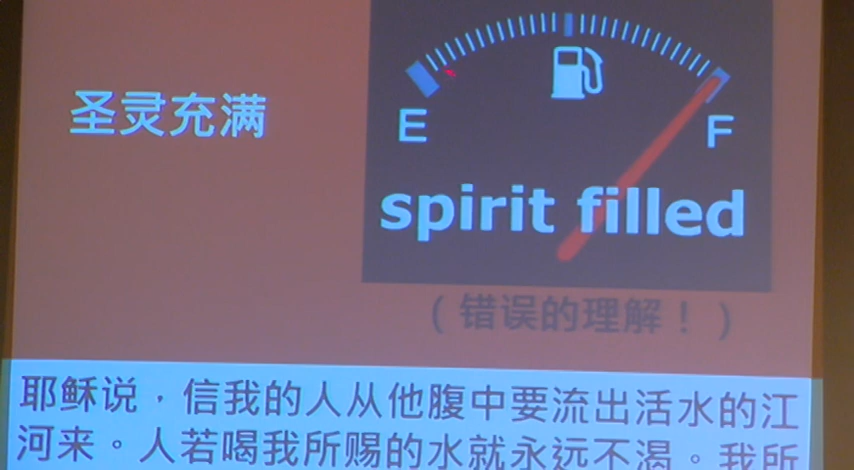 圣灵充满
E
F
spirit filled
（错误的理解！）
耶稣说，信我的人从他腹中要流出活水的江
河来。人若喝我所赐的水就永远不渴。我所